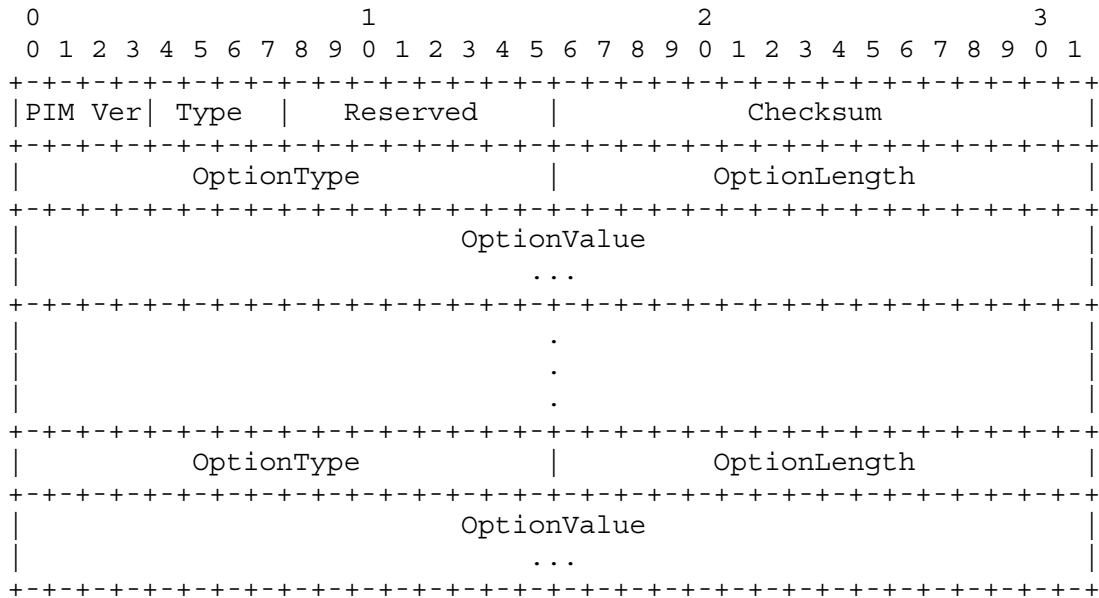 0                   1                   2                   3
 0 1 2 3 4 5 6 7 8 9 0 1 2 3 4 5 6 7 8 9 0 1 2 3 4 5 6 7 8 9 0 1
+-+-+-+-+-+-+-+-+-+-+-+-+-+-+-+-+-+-+-+-+-+-+-+-+-+-+-+-+-+-+-+-+
|PIM Ver| Type  |   Reserved    |           Checksum            |
+-+-+-+-+-+-+-+-+-+-+-+-+-+-+-+-+-+-+-+-+-+-+-+-+-+-+-+-+-+-+-+-+
|          OptionType           |         OptionLength          |
+-+-+-+-+-+-+-+-+-+-+-+-+-+-+-+-+-+-+-+-+-+-+-+-+-+-+-+-+-+-+-+-+
|                          OptionValue                          |
|                              ...                              |
+-+-+-+-+-+-+-+-+-+-+-+-+-+-+-+-+-+-+-+-+-+-+-+-+-+-+-+-+-+-+-+-+
|                               .                               |
|                               .                               |
|                               .                               |
+-+-+-+-+-+-+-+-+-+-+-+-+-+-+-+-+-+-+-+-+-+-+-+-+-+-+-+-+-+-+-+-+
|          OptionType           |         OptionLength          |
+-+-+-+-+-+-+-+-+-+-+-+-+-+-+-+-+-+-+-+-+-+-+-+-+-+-+-+-+-+-+-+-+
|                          OptionValue                          |
|                              ...                              |
+-+-+-+-+-+-+-+-+-+-+-+-+-+-+-+-+-+-+-+-+-+-+-+-+-+-+-+-+-+-+-+-+